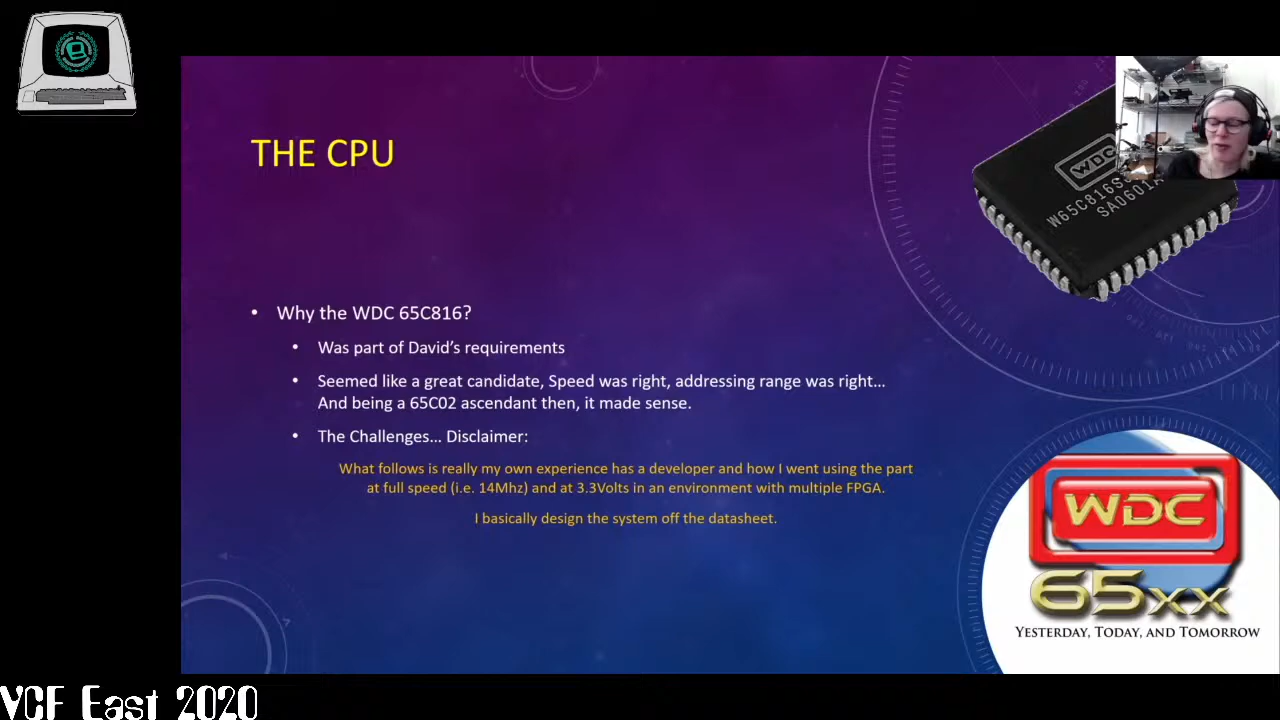 THE CPU
WDC
W65C816S
SA0601A
• Why the WDC 65C816?
• Was part of David's requirements
• Seemed like a great candidate, Speed was right, addressing range was right...
And being a 65C02 ascendant then, it made sense.
• The Challenges... Disclaimer:
What follows is really my own experience has a developer and how I went using the part
at full speed (i.e. 14Mhz) and at 3.3Volts in an environment with multiple FPGA.
I basically design the system off the datasheet.
WDC
65xx
YESTERDAY, TODAY, AND TOMORROW
VCF East 2020